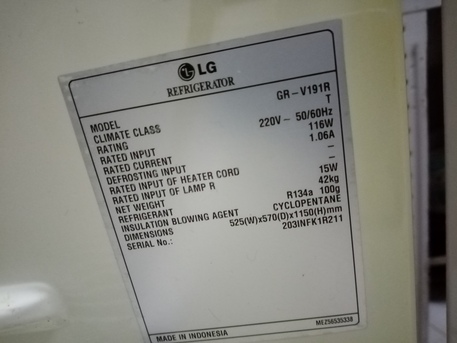 LG
REFRIGERATOR
MODEL GR-V191R
CLIMATE CLASS T
RATING 220V~ 50/60Hz
RATED INPUT 116W
RATED CURRENT 1.06A
DEFROSTING INPUT –
RATED INPUT OF HEATER CORD –
RATED INPUT OF LAMP R 15W
NET WEIGHT 42kg
REFRIGERANT R134a 100g
INSULATION BLOWING AGENT CYCLOPENTANE
DIMENSIONS 525(W)x570(D)x1150(H)mm
SERIAL No.: 203INFK1R211
MADE IN INDONESIA MEZ56535338